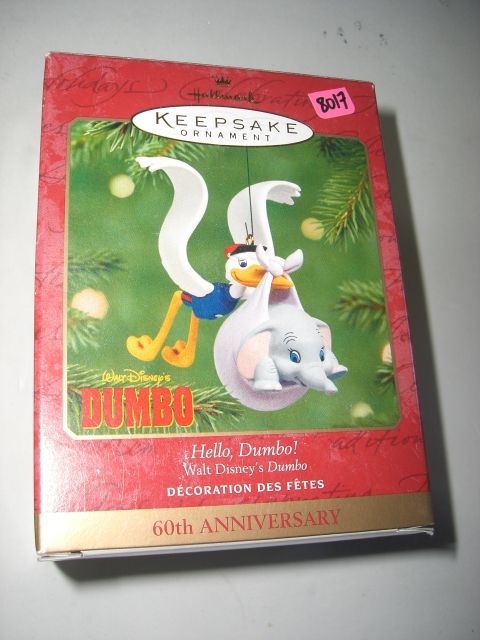 Hallmark
8017
KEEPSAKE
ORNAMENT
WALT DISNEY'S
DUMBO
Hello, Dumbo!
Walt Disney's Dumbo
DÉCORATION DES FÊTES
60th ANNIVERSARY